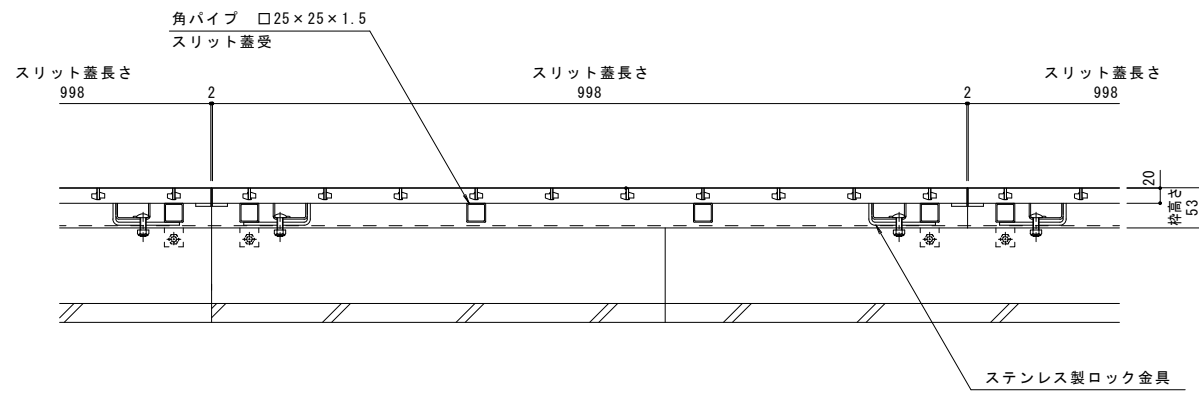 角パイプ　□25×25×1.5
スリット蓋受
スリット蓋長さ
998
2
スリット蓋長さ
998
2
スリット蓋長さ
998
20
枠高さ
53
ステンレス製ロック金具